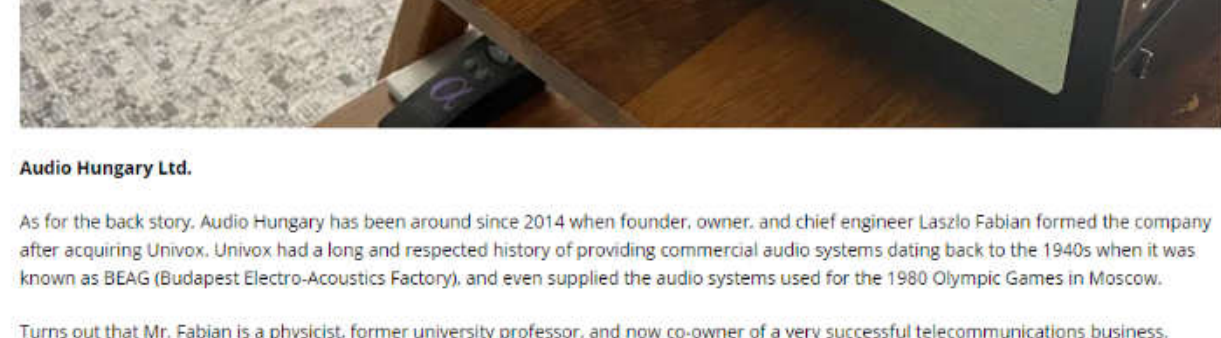 α
Audio Hungary Ltd.
As for the back story, Audio Hungary has been around since 2014 when founder, owner, and chief engineer Laszlo Fabian formed the company
after acquiring Univox. Univox had a long and respected history of providing commercial audio systems dating back to the 1940s when it was
known as BEAG (Budapest Electro-Acoustics Factory), and even supplied the audio systems used for the 1980 Olympic Games in Moscow.
Turns out that Mr. Fabian is a physicist, former university professor, and now co-owner of a very successful telecommunications business.